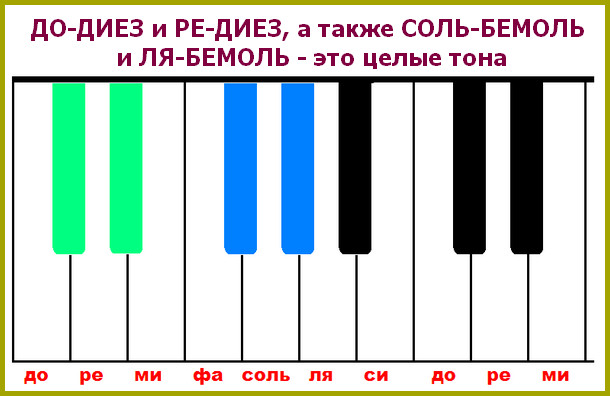 ДО-ДИЕЗ и РЕ-ДИЕЗ, а также СОЛЬ-БЕМОЛЬ
и ЛЯ-БЕМОЛЬ - это целые тона
до ре ми фа соль ля си до ре ми